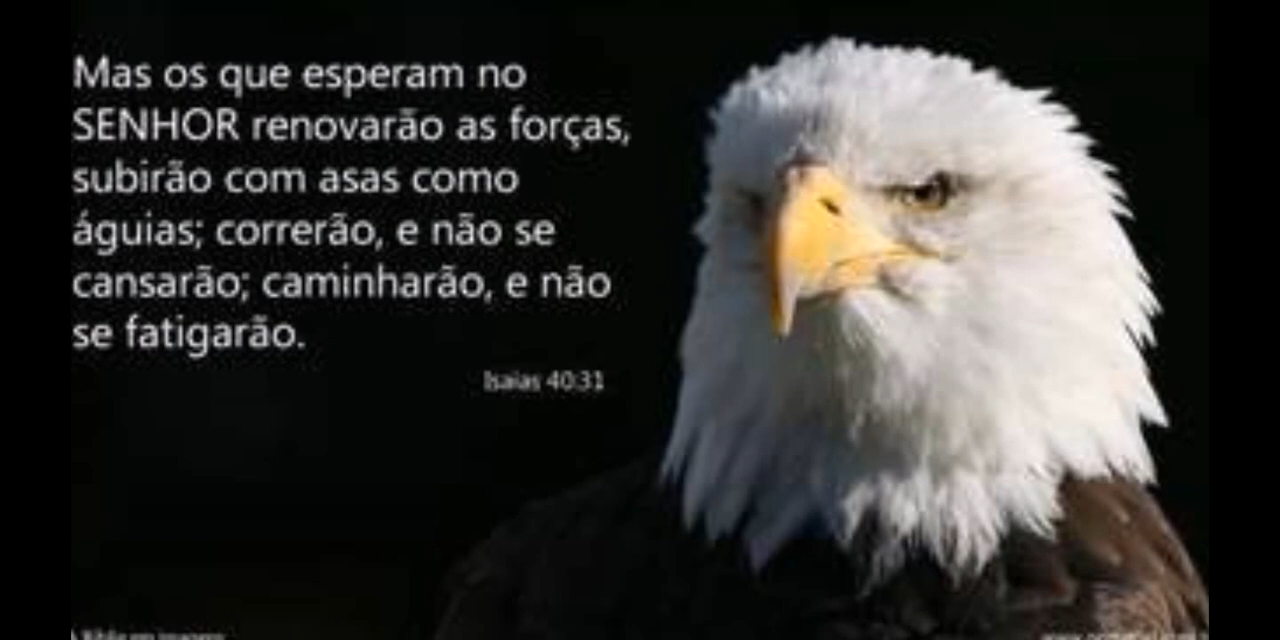 Mas os que esperam no
SENHOR renovarão as forças,
subirão com asas como
águias; correrão, e não se
cansarão; caminharão, e não
se fatigarão.
Isaías 40:31